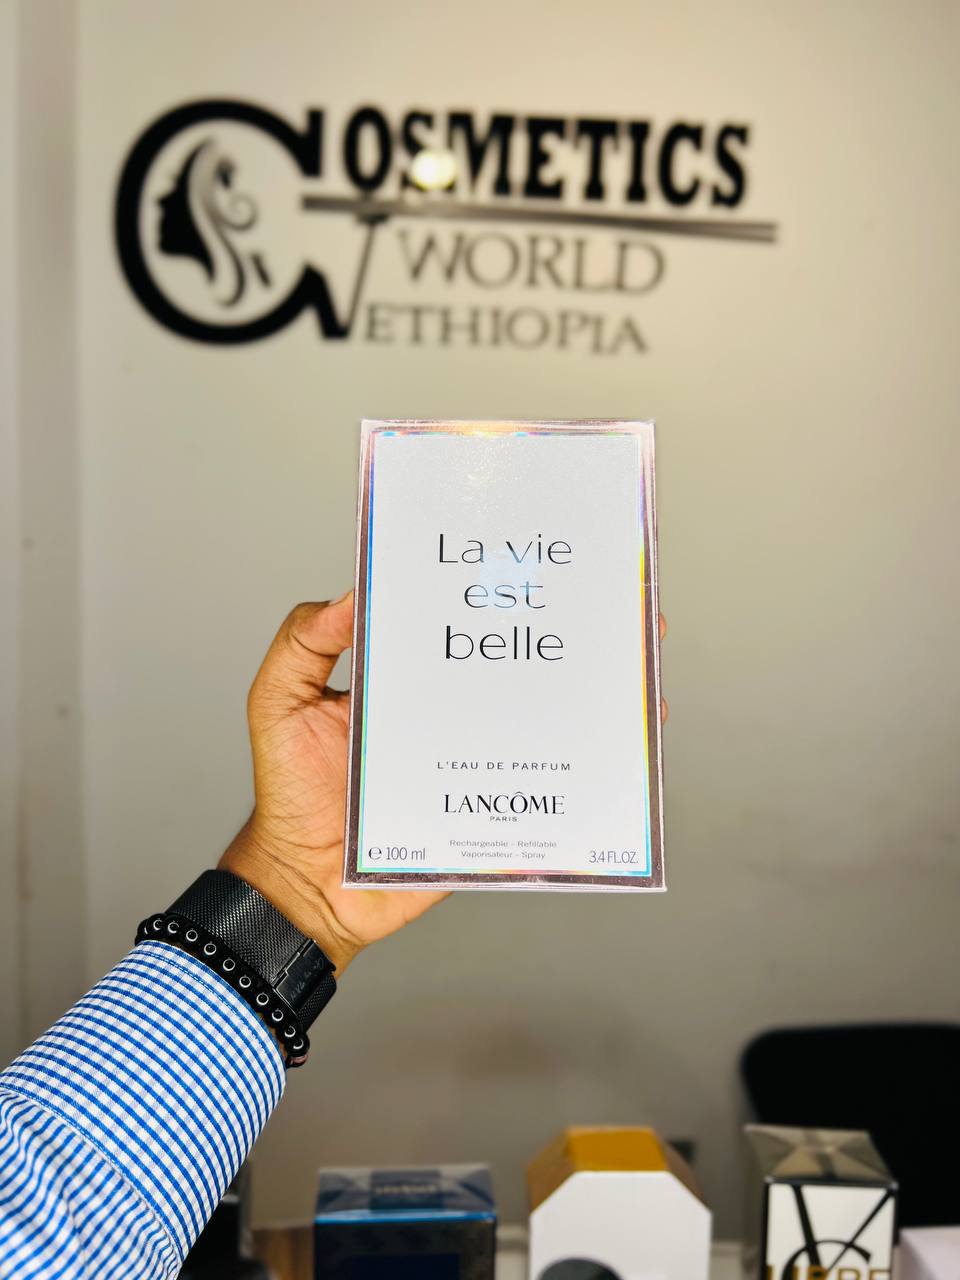 COSMETICS
WORLD
ETHIOPIA
La vie
est
belle
L'EAU DE PARFUM
LANCÔME
PARIS
Rechargeable - Refillable
Vaporisateur - Spray
e 100 ml
3.4 FL.OZ.
LIBRE